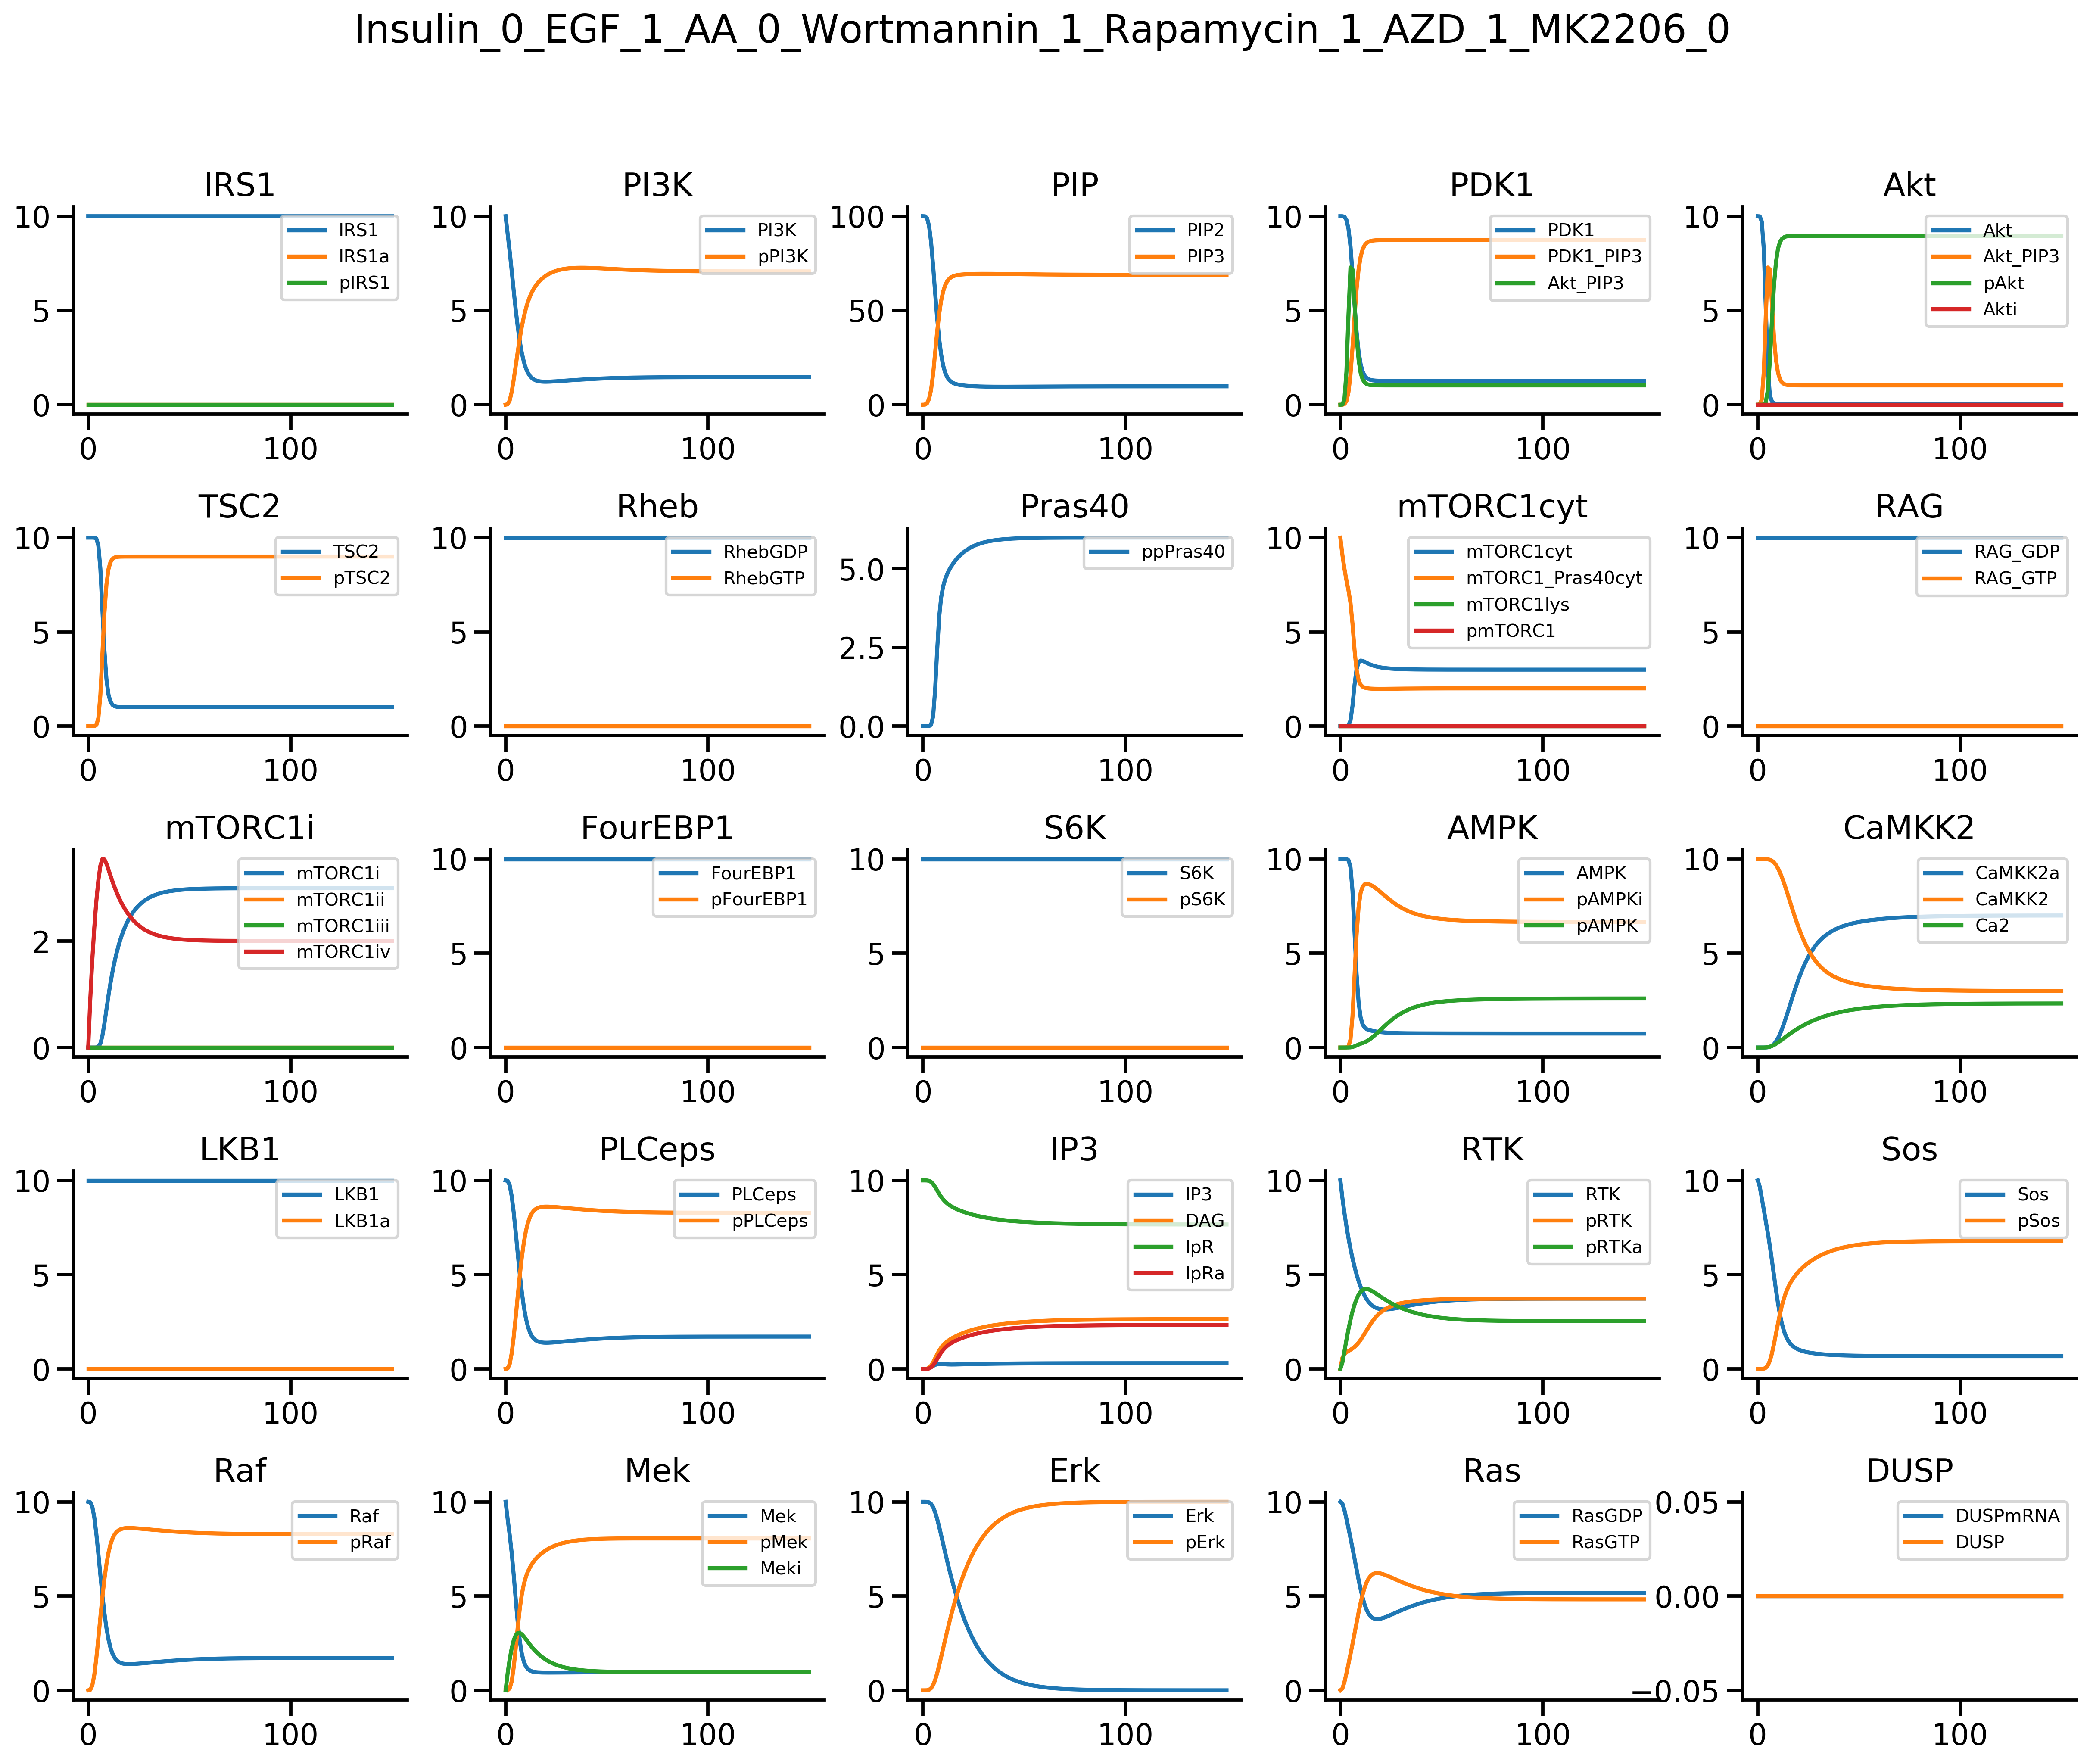 Insulin_0_EGF_1_AA_0_Wortmannin_1_Rapamycin_1_AZD_1_MK2206_0
IRS1
10
5
0
0
100
IRS1
IRS1a
pIRS1
PI3K
10
5
0
0
100
PI3K
pPI3K
PIP
100
50
0
0
100
PIP2
PIP3
PDK1
10
5
0
0
100
PDK1
PDK1_PIP3
Akt_PIP3
Akt
10
5
0
0
100
Akt
Akt_PIP3
pAkt
Akti
TSC2
10
5
0
0
100
TSC2
pTSC2
Rheb
10
5
0
0
100
RhebGDP
RhebGTP
Pras40
5.0
2.5
0.0
0
100
ppPras40
mTORC1cyt
10
5
0
0
100
mTORC1cyt
mTORC1_Pras40cyt
mTORC1lys
pmTORC1
RAG
10
5
0
0
100
RAG_GDP
RAG_GTP
mTORC1i
2
0
0
100
mTORC1i
mTORC1ii
mTORC1iii
mTORC1iv
FourEBP1
10
5
0
0
100
FourEBP1
pFourEBP1
S6K
10
5
0
0
100
S6K
pS6K
AMPK
10
5
0
0
100
AMPK
pAMPKi
pAMPK
CaMKK2
10
5
0
0
100
CaMKK2a
CaMKK2
Ca2
LKB1
10
5
0
0
100
LKB1
LKB1a
PLCeps
10
5
0
0
100
PLCeps
pPLCeps
IP3
10
5
0
0
100
IP3
DAG
IpR
IpRa
RTK
10
5
0
0
100
RTK
pRTK
pRTKa
Sos
10
5
0
0
100
Sos
pSos
Raf
10
5
0
0
100
Raf
pRaf
Mek
10
5
0
0
100
Mek
pMek
Meki
Erk
10
5
0
0
100
Erk
pErk
Ras
10
5
0
0
100
RasGDP
RasGTP
DUSP
0.05
0.00
−0.05
0
100
DUSPmRNA
DUSP